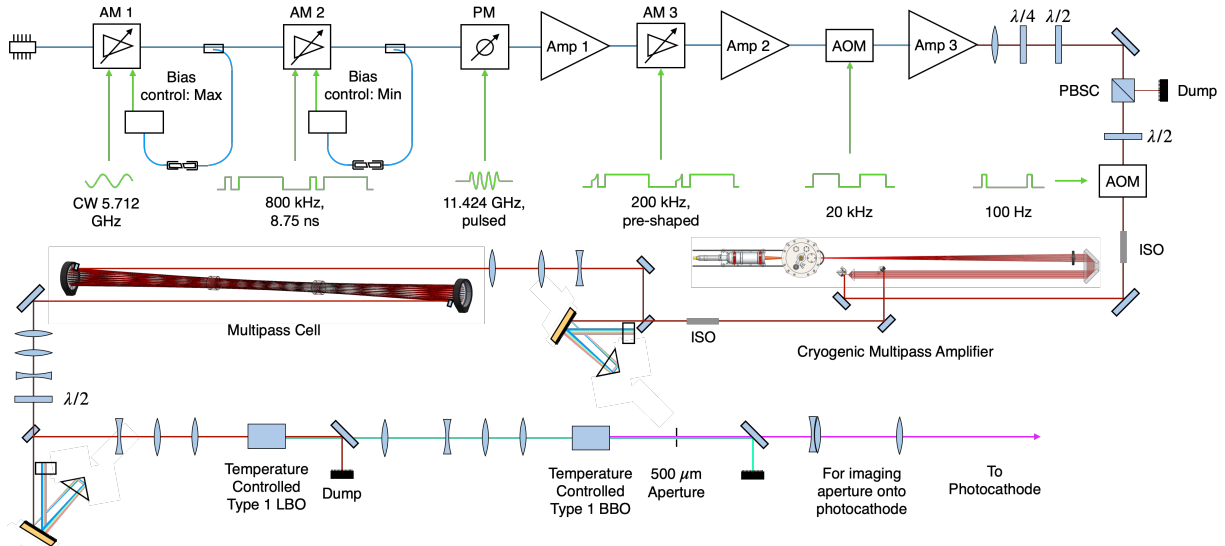 AM 1
AM 2
PM
AM 3
Amp 1
Amp 2
AOM
Amp 3
λ/4
λ/2
Bias
control: Max
Bias
control: Min
PBSC
Dump
λ/2
AOM
CW 5.712
GHz
800 kHz,
8.75 ns
11.424 GHz,
pulsed
200 kHz,
pre-shaped
20 kHz
100 Hz
ISO
Multipass Cell
ISO
Cryogenic Multipass Amplifier
λ/2
Temperature
Controlled
Type 1 LBO
Dump
Temperature
Controlled
Type 1 BBO
500 μm
Aperture
For imaging
aperture onto
photocathode
To
Photocathode